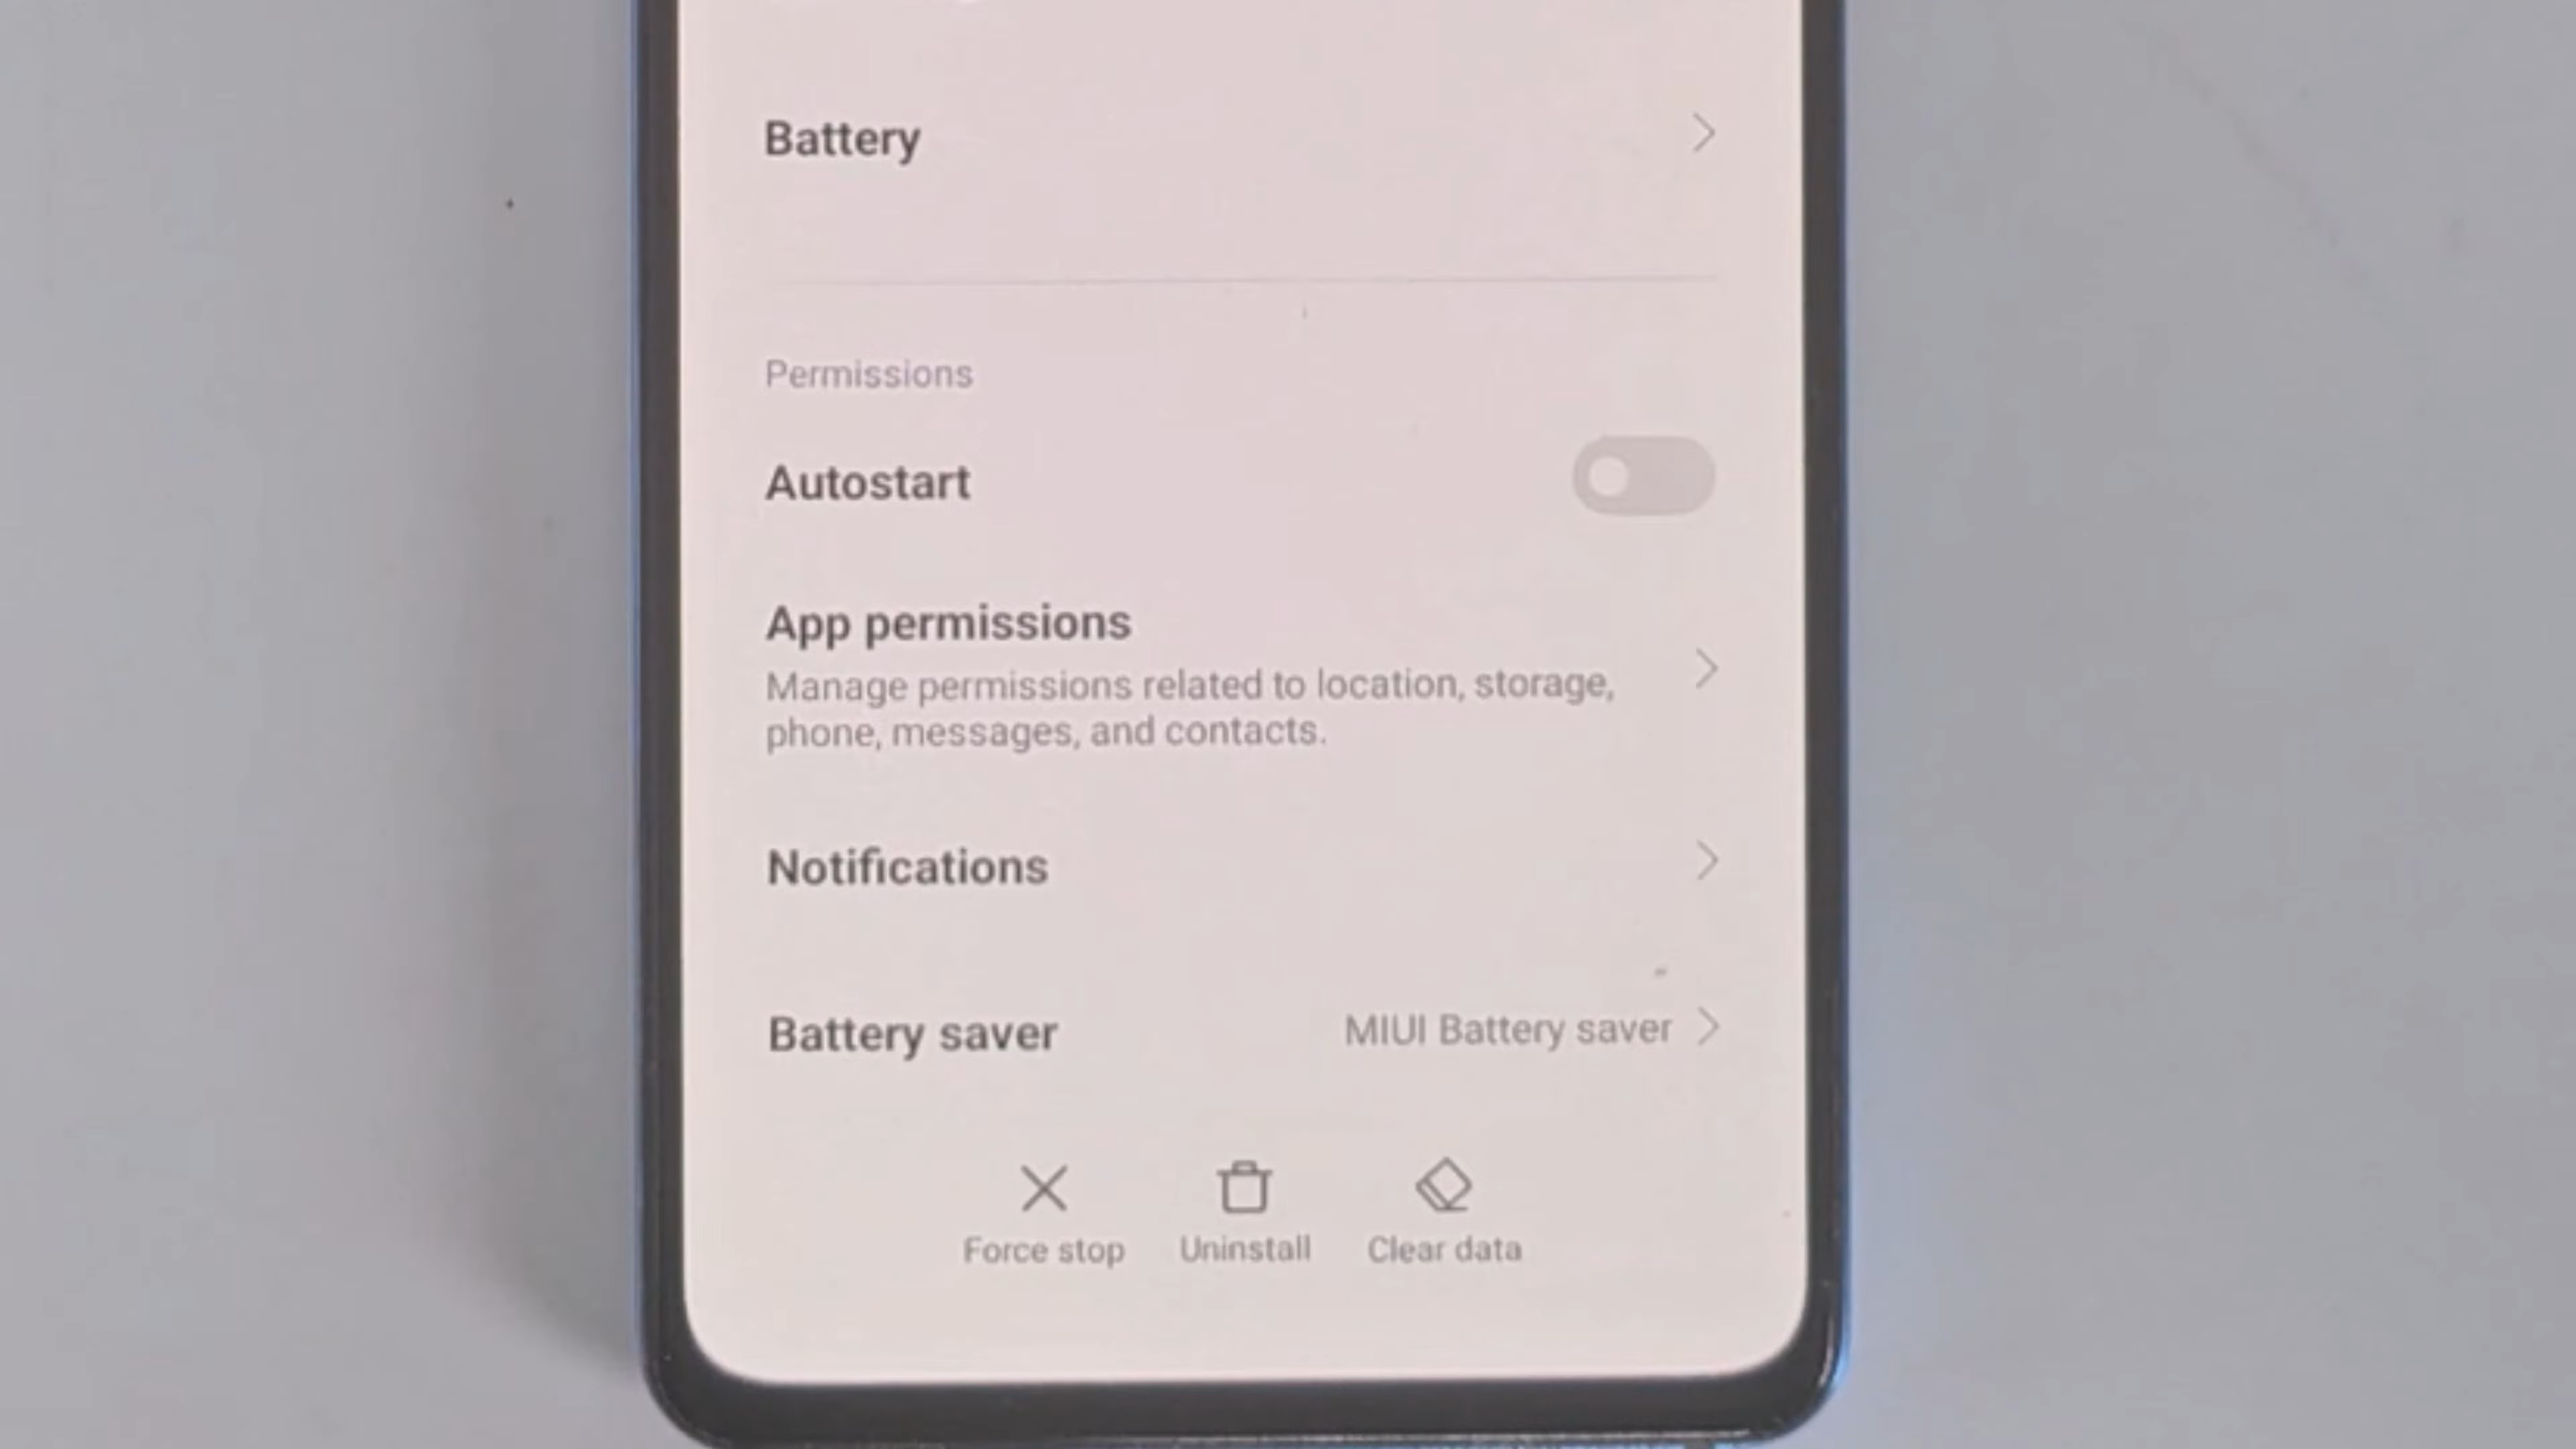 Battery
Permissions
Autostart
App permissions
Manage permissions related to location, storage,
phone, messages, and contacts.
Notifications
Battery saver MIUI Battery saver
Force stop Uninstall Clear data